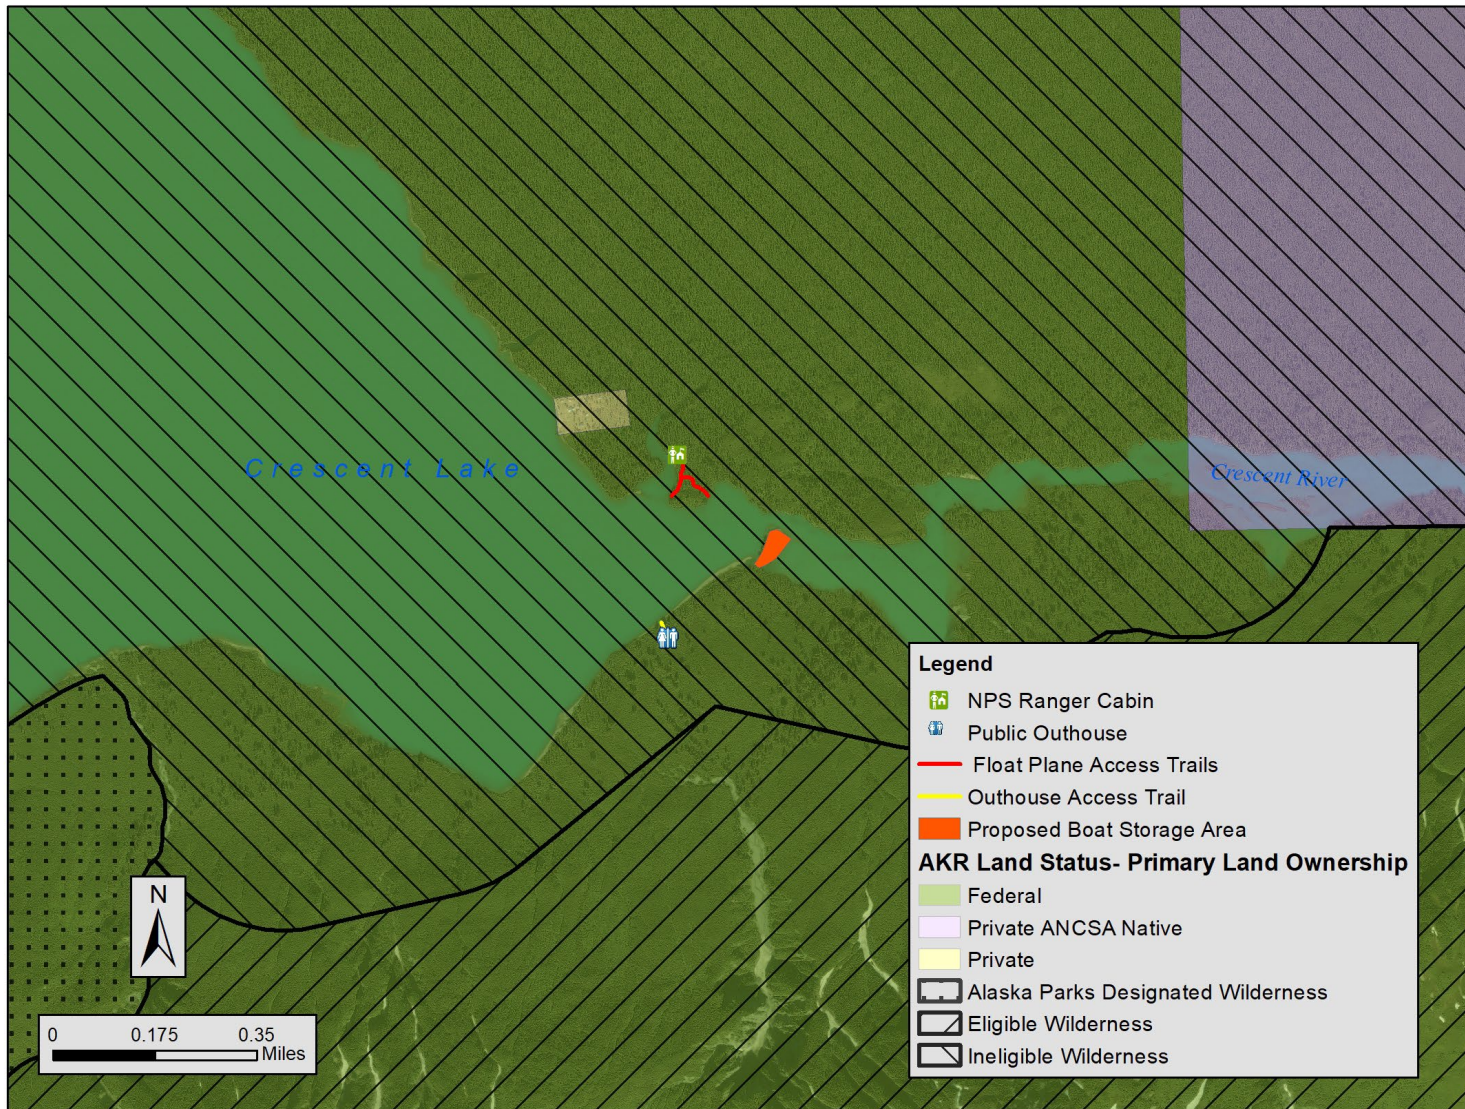 Crescent Lake
Crescent River
Legend
NPS Ranger Cabin
Public Outhouse
Float Plane Access Trails
Outhouse Access Trail
Proposed Boat Storage Area
AKR Land Status- Primary Land Ownership
Federal
Private ANCSA Native
Private
Alaska Parks Designated Wilderness
Eligible Wilderness
Ineligible Wilderness
N
0 0.175 0.35
Miles